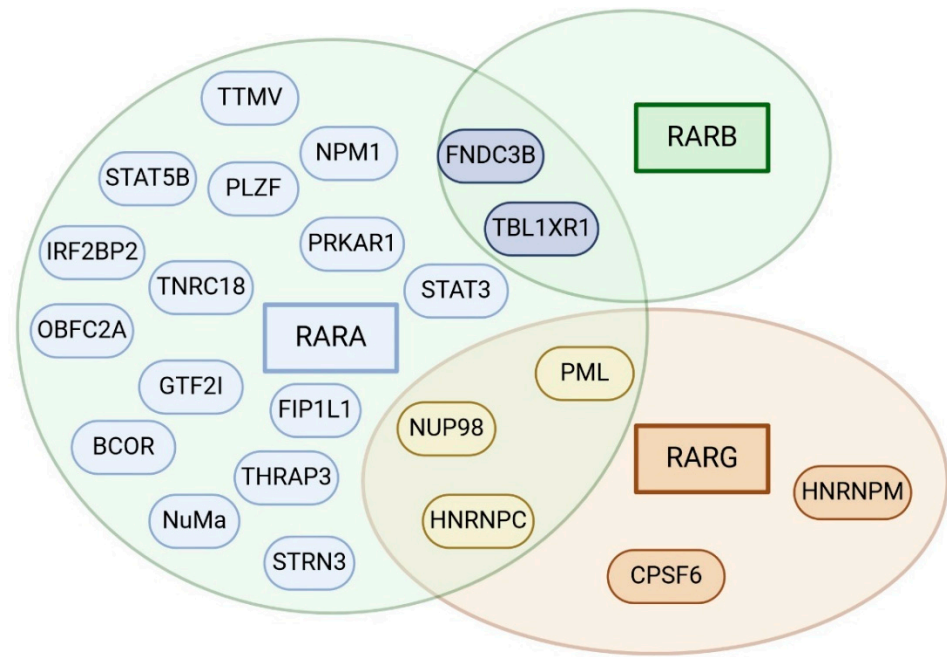 TTMV
NPM1
FNDC3B
RARB
STAT5B
PLZF
TBL1XR1
IRF2BP2
PRKAR1
TNRC18
STAT3
OBFC2A
RARA
PML
GTF2I
FIP1L1
NUP98
BCOR
RARG
THRAP3
HNRNPM
NuMa
HNRNPC
STRN3
CPSF6